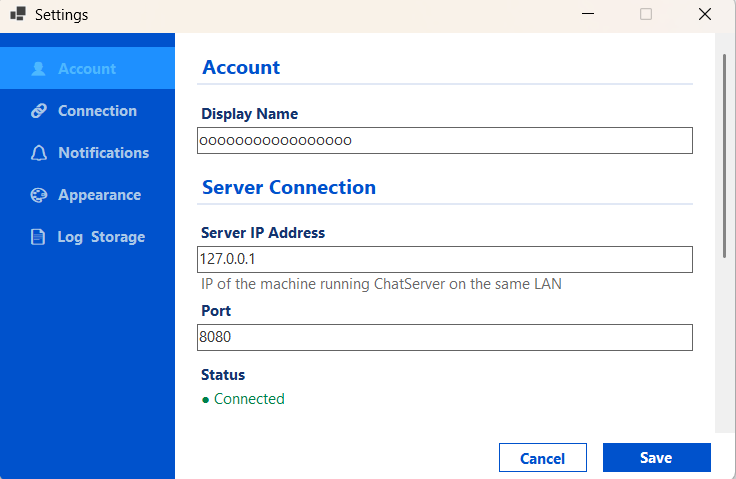 Settings
Account
Connection
Notifications
Appearance
Log Storage
Account
Display Name
ooooooooooooooooo
Server Connection
Server IP Address
127.0.0.1
IP of the machine running ChatServer on the same LAN
Port
8080
Status
● Connected
Cancel
Save